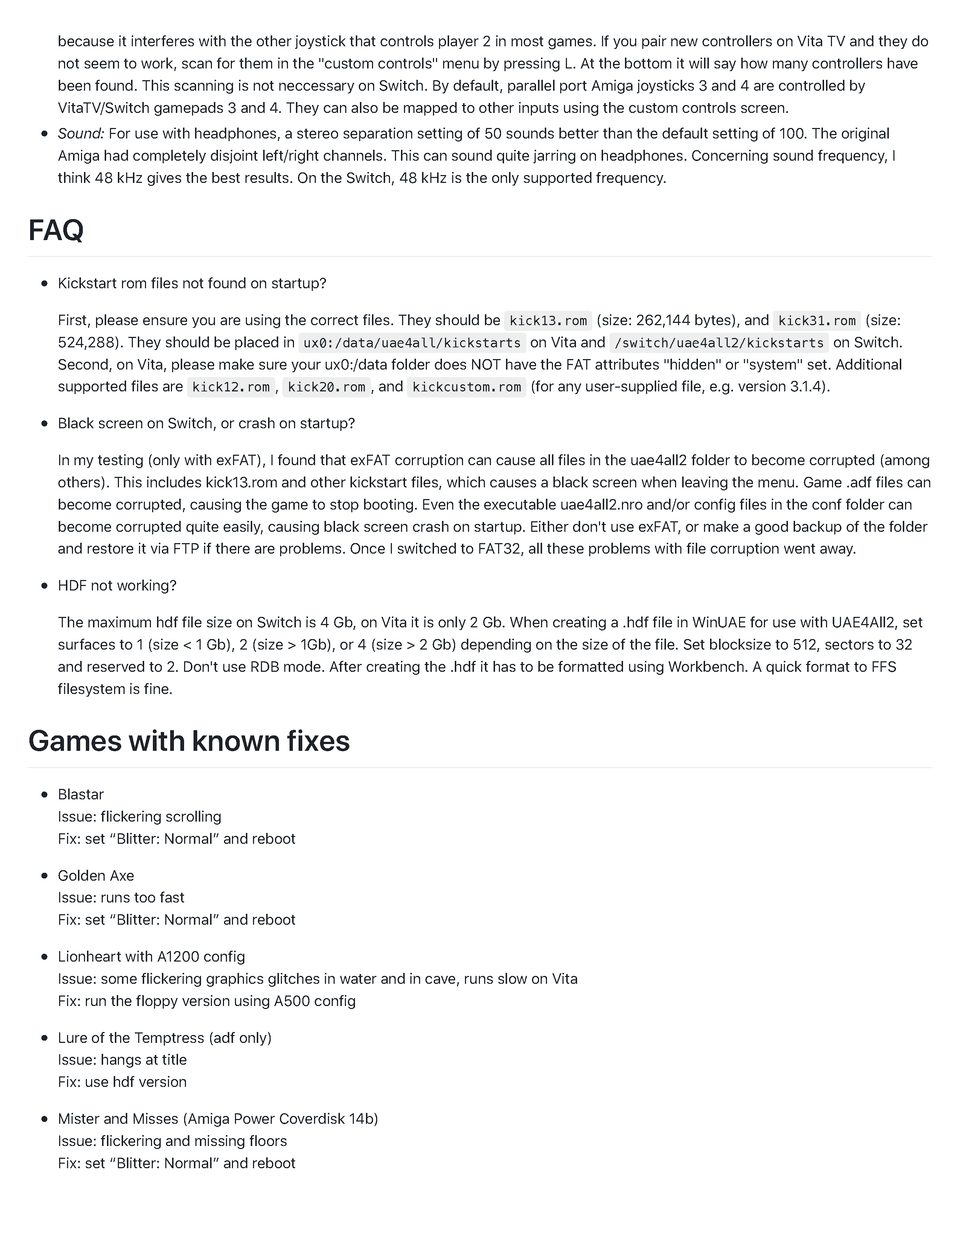 because it interferes with the other joystick that controls player 2 in most games. If you pair new controllers on Vita TV and they do
not seem to work, scan for them in the "custom controls" menu by pressing L. At the bottom it will say how many controllers have
been found. This scanning is not neccessary on Switch. By default, parallel port Amiga joysticks 3 and 4 are controlled by
VitaTV/Switch gamepads 3 and 4. They can also be mapped to other inputs using the custom controls screen.
• Sound: For use with headphones, a stereo separation setting of 50 sounds better than the default setting of 100. The original
Amiga had completely disjoint left/right channels. This can sound quite jarring on headphones. Concerning sound frequency, I
think 48 kHz gives the best results. On the Switch, 48 kHz is the only supported frequency.
FAQ
• Kickstart rom files not found on startup?
First, please ensure you are using the correct files. They should be kick13.rom (size: 262,144 bytes), and kick31.rom (size:
524,288). They should be placed in ux0:/data/uae4all/kickstarts on Vita and /switch/uae4all2/kickstarts on Switch.
Second, on Vita, please make sure your ux0:/data folder does NOT have the FAT attributes "hidden" or "system" set. Additional
supported files are kick12.rom, kick20.rom, and kickcustom.rom (for any user-supplied file, e.g. version 3.1.4).
• Black screen on Switch, or crash on startup?
In my testing (only with exFAT), I found that exFAT corruption can cause all files in the uae4all2 folder to become corrupted (among
others). This includes kick13.rom and other kickstart files, which causes a black screen when leaving the menu. Game .adf files can
become corrupted, causing the game to stop booting. Even the executable uae4all2.nro and/or config files in the conf folder can
become corrupted quite easily, causing black screen crash on startup. Either don't use exFAT, or make a good backup of the folder
and restore it via FTP if there are problems. Once I switched to FAT32, all these problems with file corruption went away.
• HDF not working?
The maximum hdf file size on Switch is 4 Gb, on Vita it is only 2 Gb. When creating a .hdf file in WinUAE for use with UAE4All2, set
surfaces to 1 (size < 1 Gb), 2 (size > 1Gb), or 4 (size > 2 Gb) depending on the size of the file. Set blocksize to 512, sectors to 32
and reserved to 2. Don't use RDB mode. After creating the .hdf it has to be formatted using Workbench. A quick format to FFS
filesystem is fine.
Games with known fixes
• Blastar
Issue: flickering scrolling
Fix: set “Blitter: Normal” and reboot
• Golden Axe
Issue: runs too fast
Fix: set “Blitter: Normal” and reboot
• Lionheart with A1200 config
Issue: some flickering graphics glitches in water and in cave, runs slow on Vita
Fix: run the floppy version using A500 config
• Lure of the Temptress (adf only)
Issue: hangs at title
Fix: use hdf version
• Mister and Misses (Amiga Power Coverdisk 14b)
Issue: flickering and missing floors
Fix: set “Blitter: Normal” and reboot